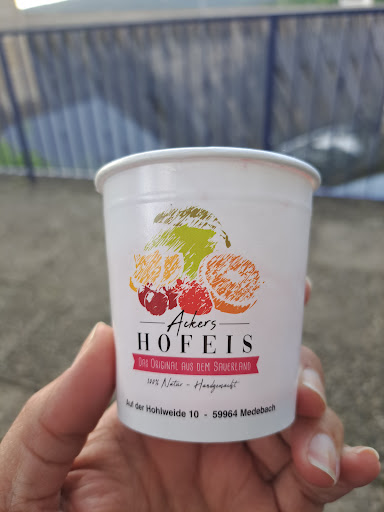 Ackers
HOFEIS
DAS ORIGINAL AUS DEM SAUERLAND
100% Natur - Handgemacht
Auf der Hohlweide 10 - 59964 Medebach